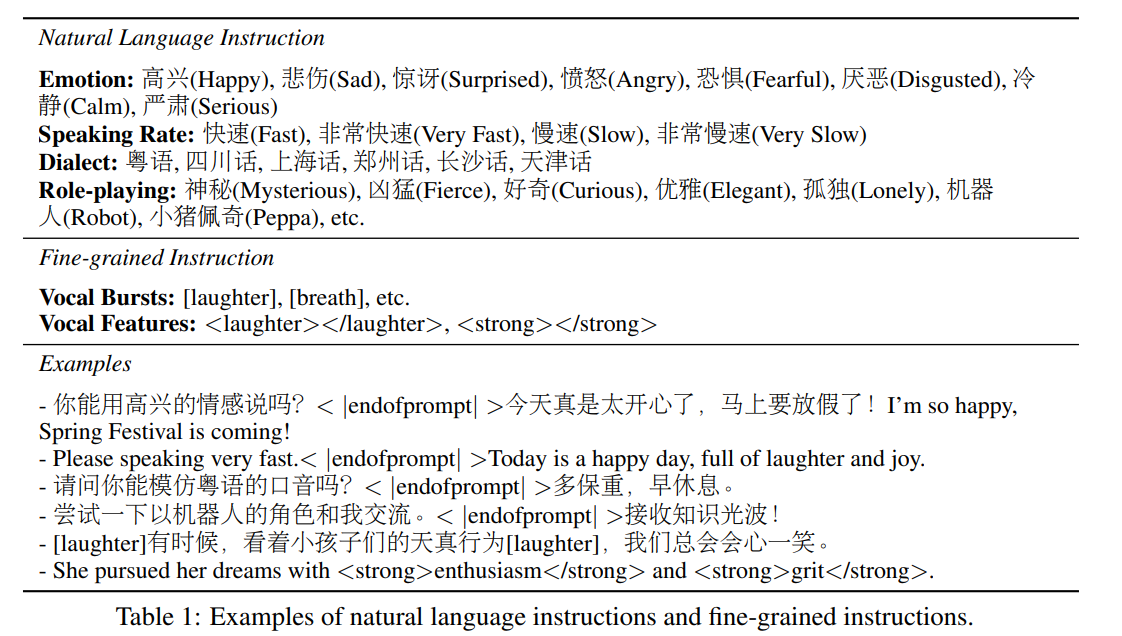 Natural Language Instruction
Emotion: 高兴(Happy), 悲伤(Sad), 惊讶(Surprised), 愤怒(Angry), 恐惧(Fearful), 厌恶(Disgusted), 冷
静(Calm), 严肃(Serious)
Speaking Rate: 快速(Fast), 非常快速(Very Fast), 慢速(Slow), 非常慢速(Very Slow)
Dialect: 粤语, 四川话, 上海话, 郑州话, 长沙话, 天津话
Role-playing: 神秘(Mysterious), 凶猛(Fierce), 好奇(Curious), 优雅(Elegant), 孤独(Lonely), 机器
人(Robot), 小猪佩奇(Peppa), etc.
Fine-grained Instruction
Vocal Bursts: [laughter], [breath], etc.
Vocal Features: <laughter></laughter>, <strong></strong>
Examples
- 你能用高兴的情感说吗？< |endofprompt| >今天真是太开心了，马上要放假了！I'm so happy,
Spring Festival is coming!
- Please speaking very fast.< |endofprompt| >Today is a happy day, full of laughter and joy.
- 请问你能模仿粤语的口音吗？< |endofprompt| >多保重，早休息。
- 尝试一下以机器人的角色和我交流。< |endofprompt| >接收知识光波！
- [laughter]有时候，看着小孩子们的天真行为[laughter]，我们总会会心一笑。
- She pursued her dreams with <strong>enthusiasm</strong> and <strong>grit</strong>.
Table 1: Examples of natural language instructions and fine-grained instructions.